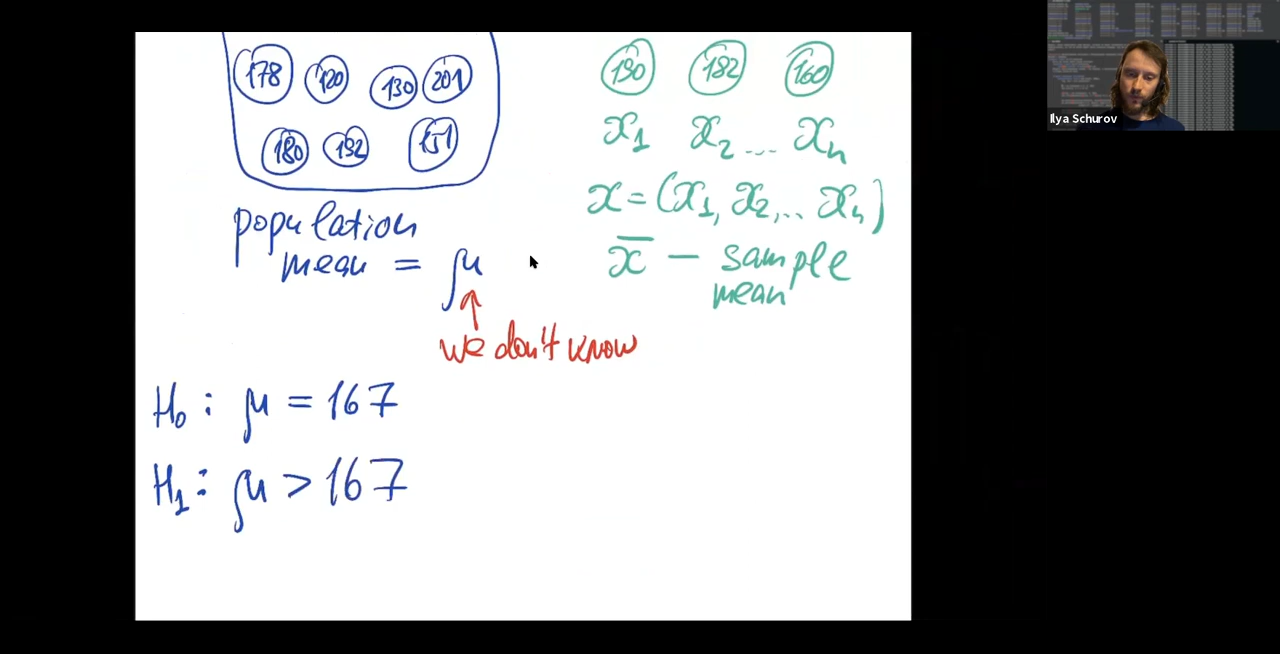 178 120 130 201
180 192 151
population
mean = μ
we don't know
190 182 160
x₁ x₂ ... xₙ
x = (x₁, x₂, .. xₙ)
x̄ — sample
mean
H₀ : μ = 167
H₁ : μ > 167
Ilya Schurov